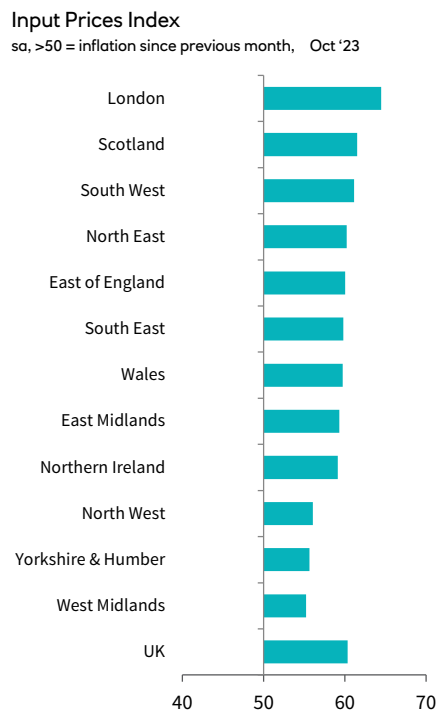 Input Prices Index
sa, >50 = inflation since previous month, Oct ‘23
London
Scotland
South West
North East
East of England
South East
Wales
East Midlands
Northern Ireland
North West
Yorkshire & Humber
West Midlands
UK
40 50 60 70